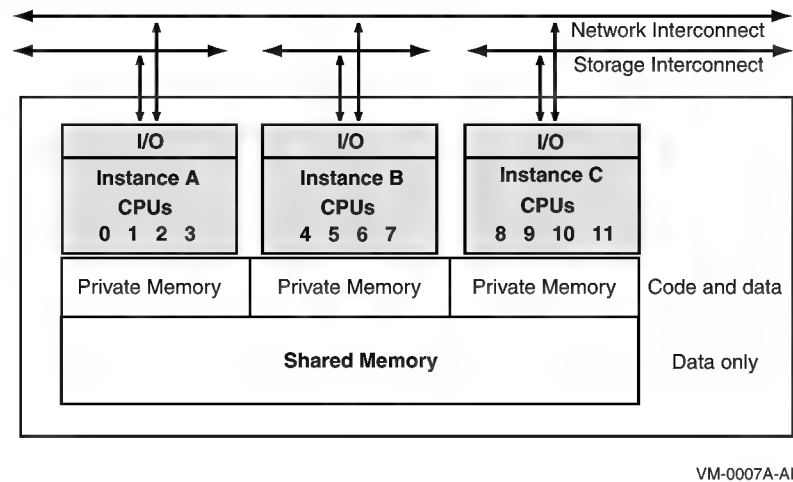 Network Interconnect
Storage Interconnect
I/O I/O I/O
Instance A Instance B Instance C
CPUs CPUs CPUs
0 1 2 3 4 5 6 7 8 9 10 11
Private Memory Private Memory Private Memory Code and data
Shared Memory Data only
VM-0007A-AI